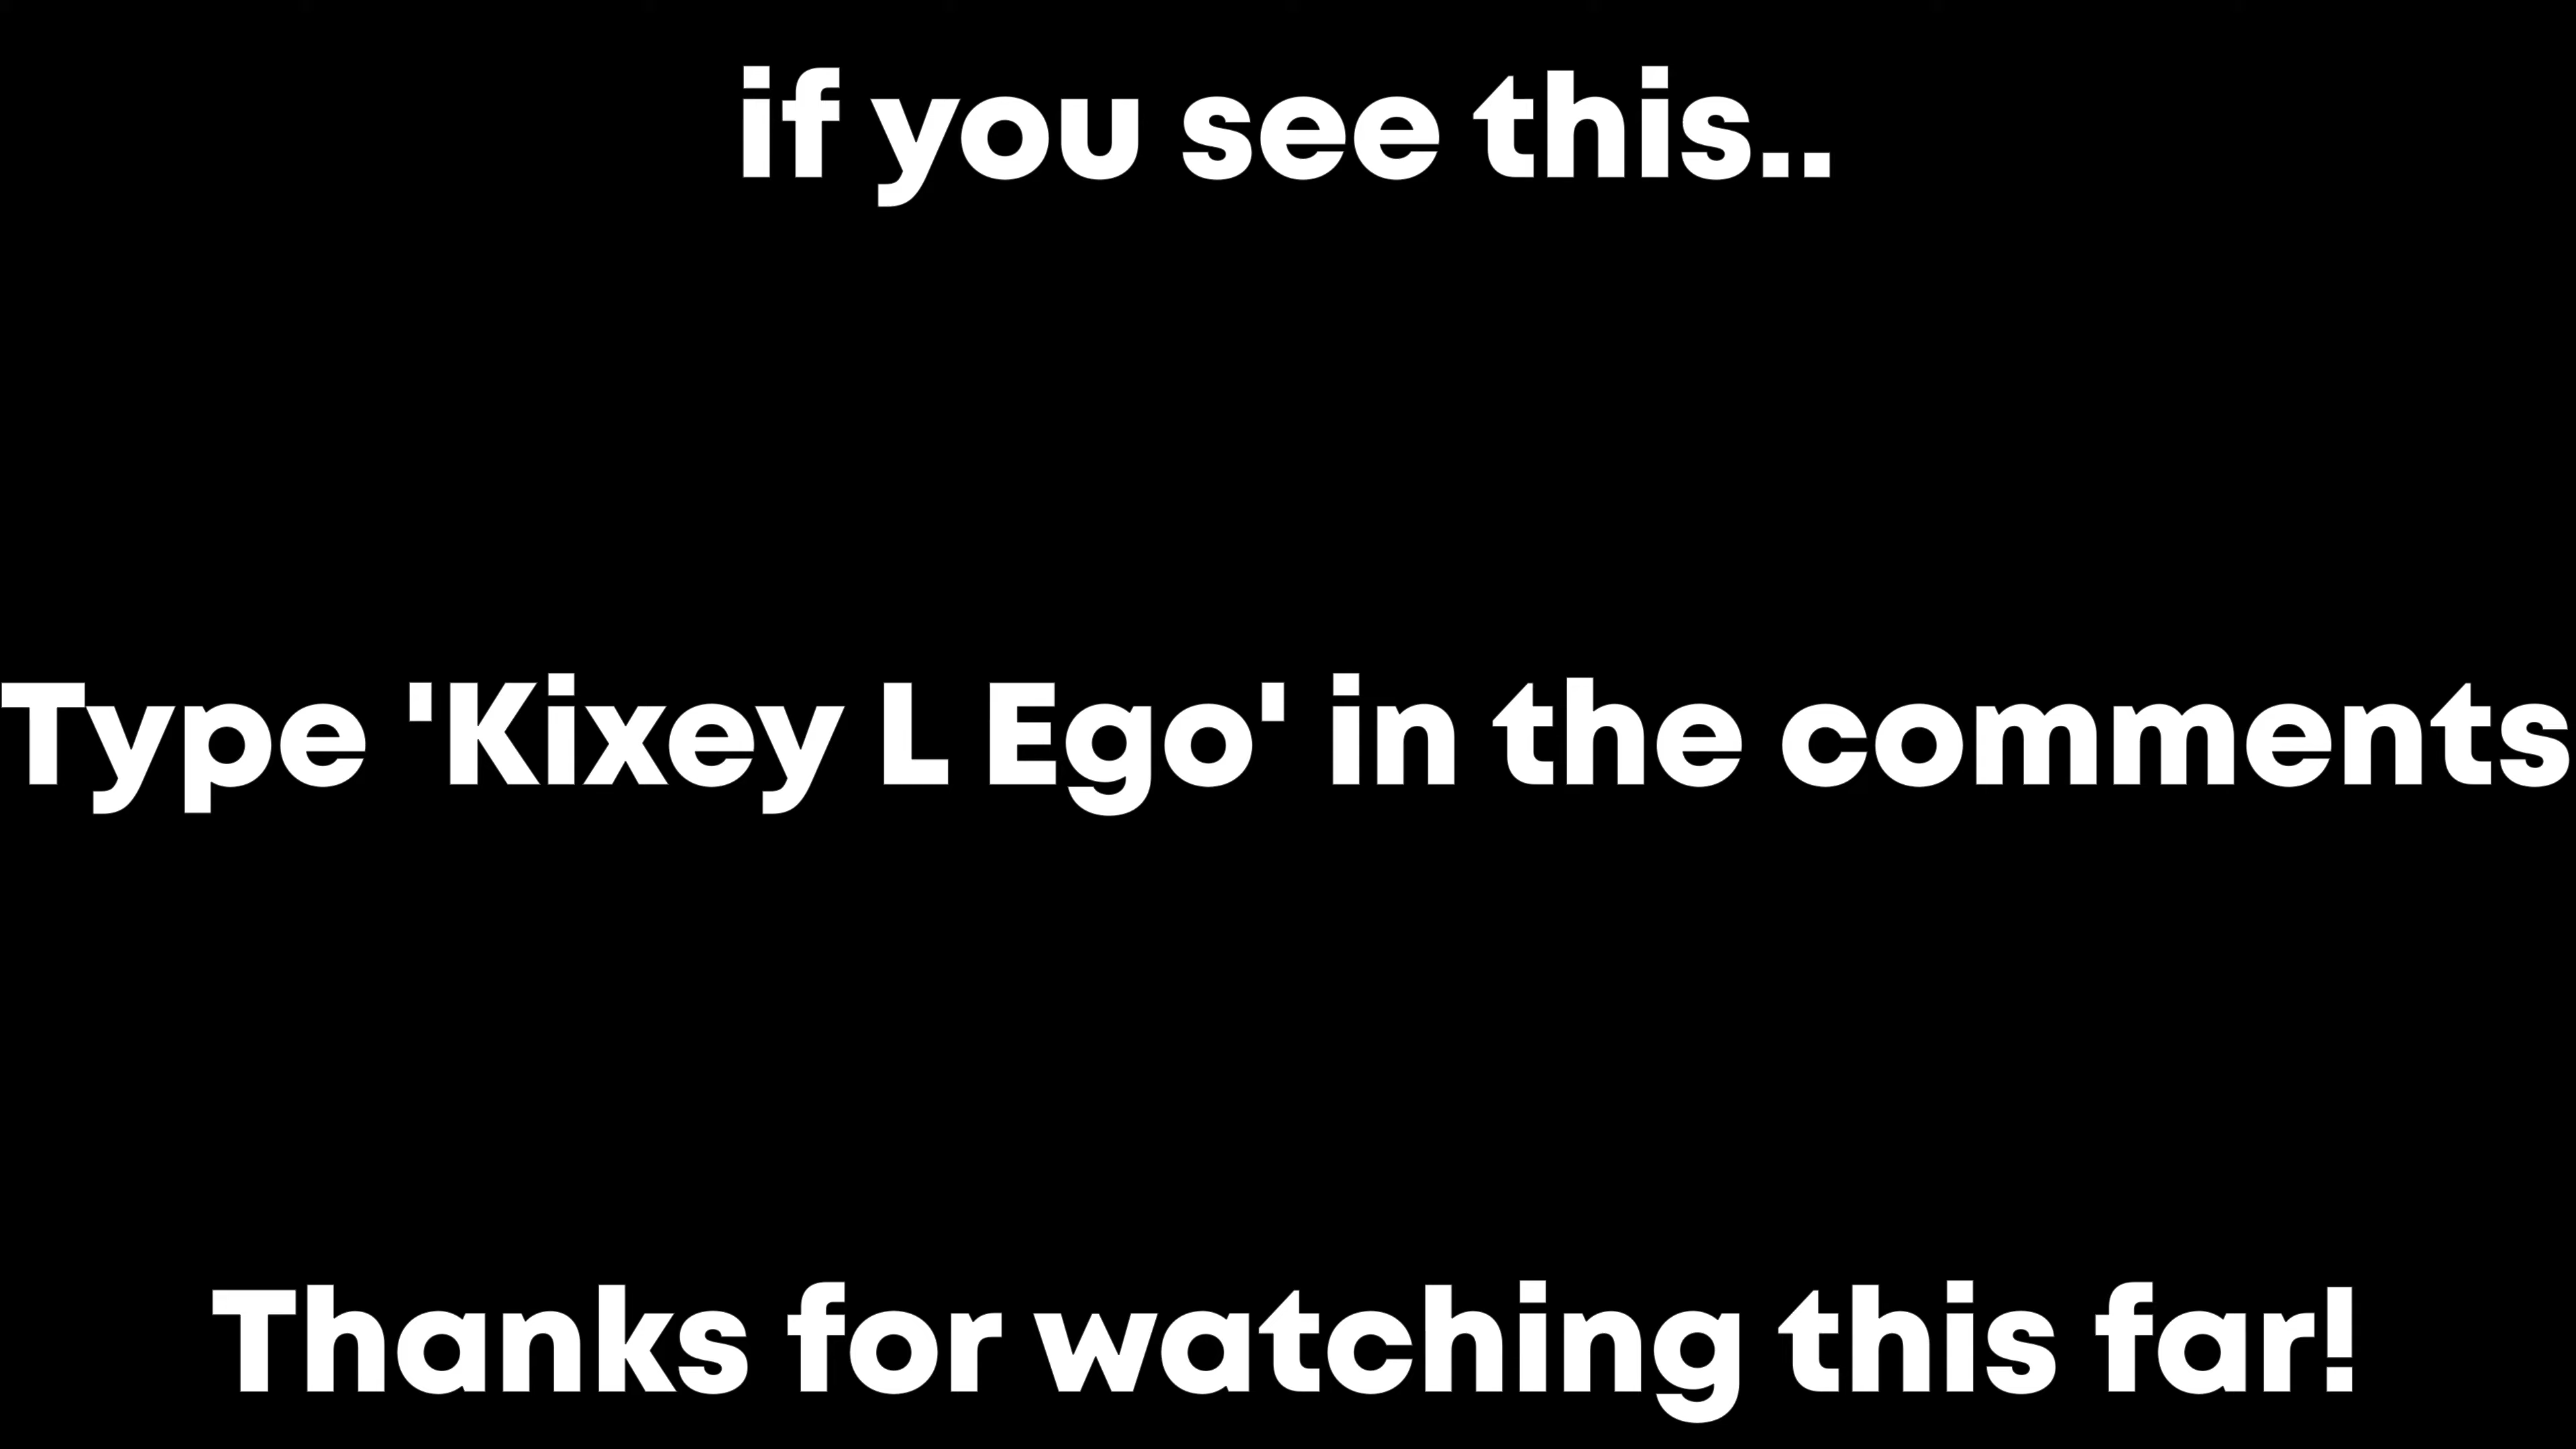 if you see this..
Type 'Kixey L Ego' in the comments
Thanks for watching this far!